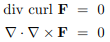 div curl F = 0
∇ · ∇ × F = 0